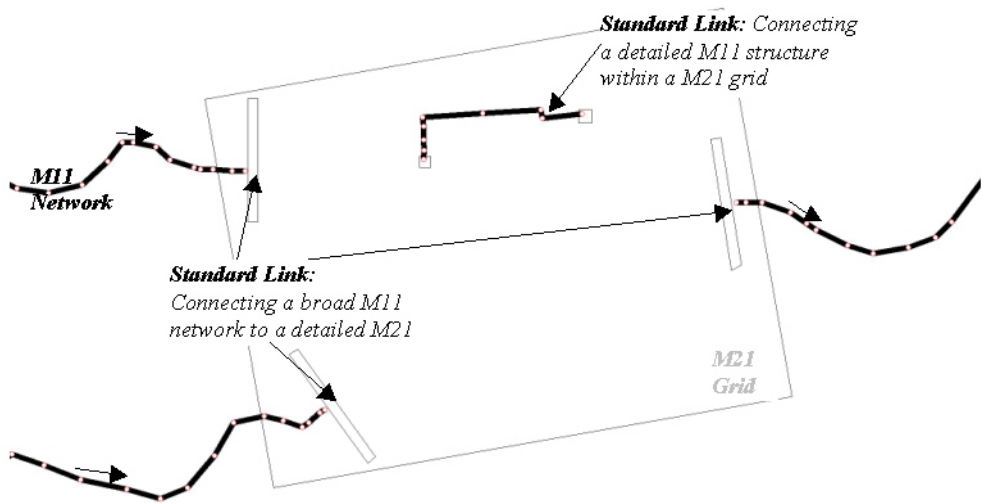 Standard Link: Connecting
a detailed M11 structure
within a M21 grid
M11
Network
Standard Link:
Connecting a broad M11
network to a detailed M21
M21
Grid